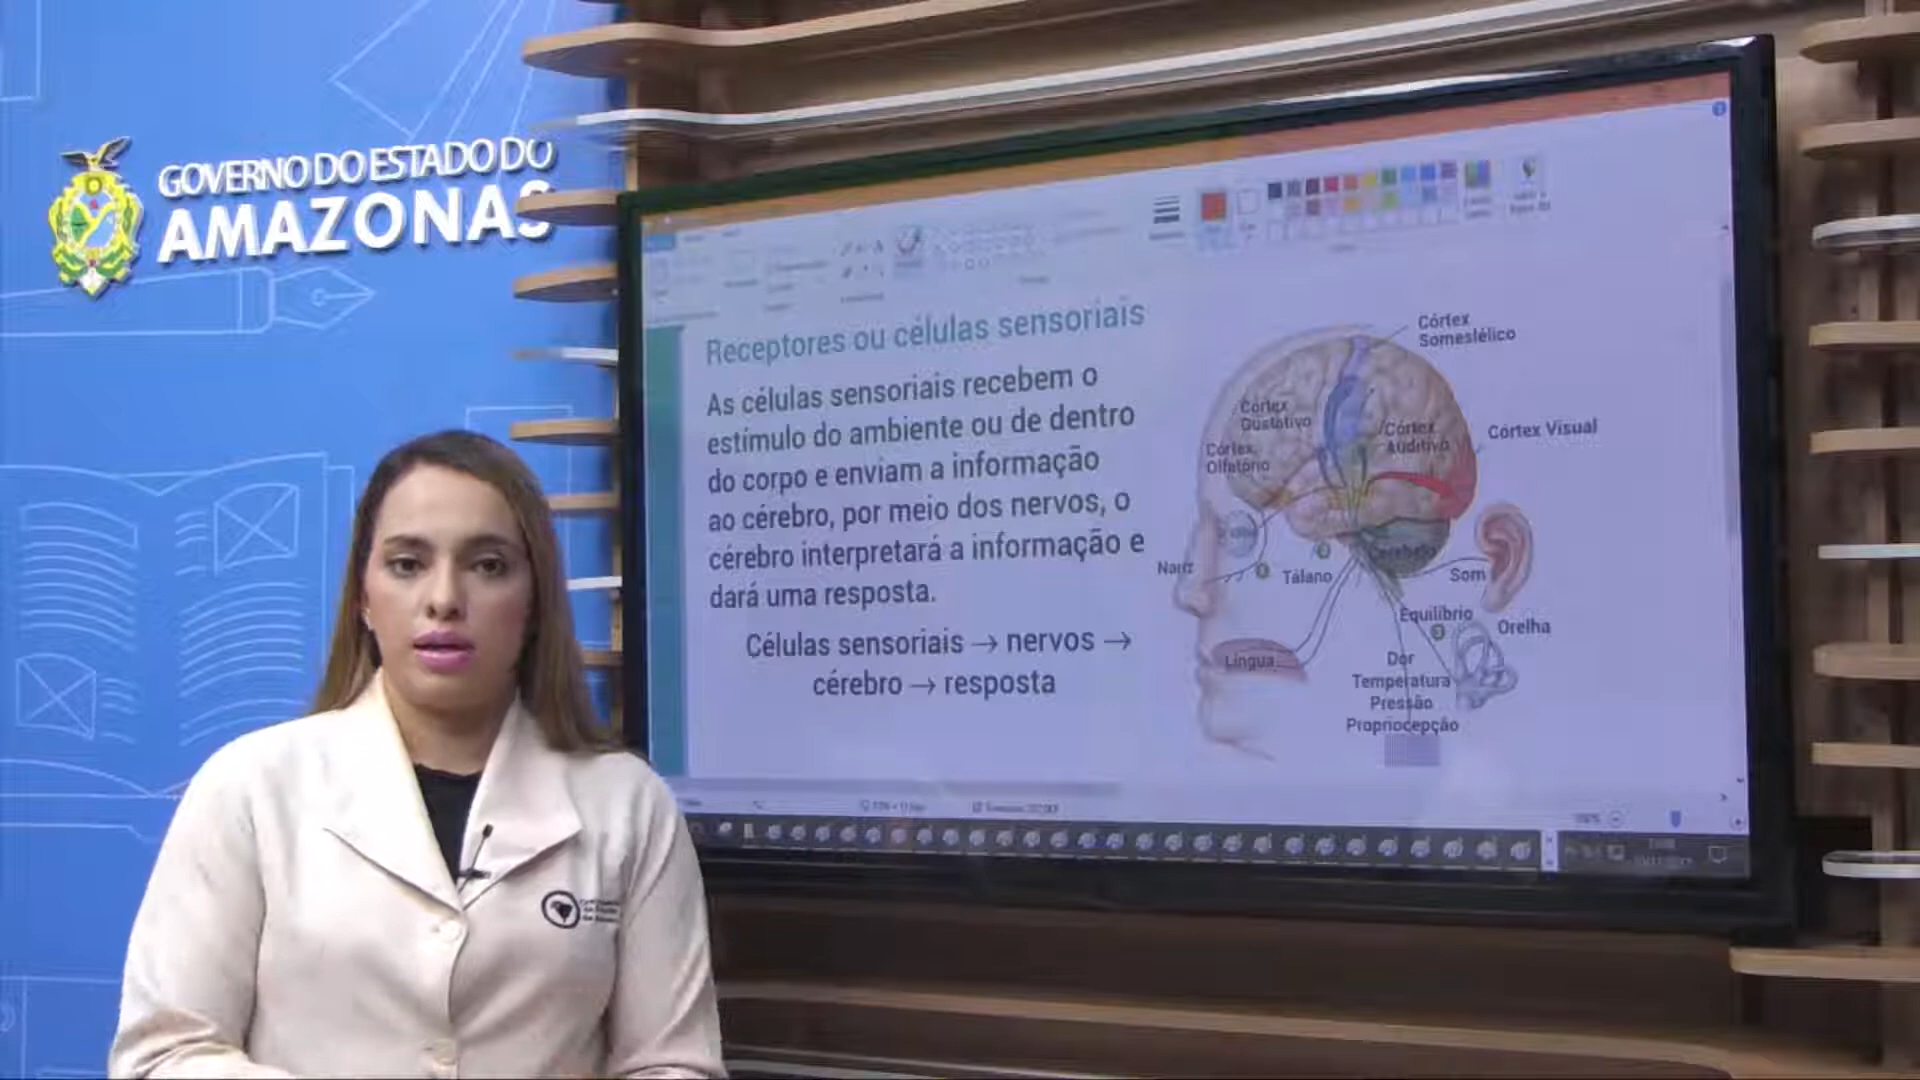 GOVERNO DO ESTADO DO
AMAZONAS
Receptores ou células sensoriais
As células sensoriais recebem o
estímulo do ambiente ou de dentro
do corpo e enviam a informação
ao cérebro, por meio dos nervos, o
cérebro interpretará a informação e
dará uma resposta.
Células sensoriais → nervos →
cérebro → resposta
Córtex
Someslélico
Córtex
Gustativo
Córtex
Auditivo
Córtex Visual
Córtex
Olfatório
Cerebelo
Nariz
Tálano
Som
Equilíbrio
Orelha
Língua
Dor
Temperatura
Pressão
Propriocepção